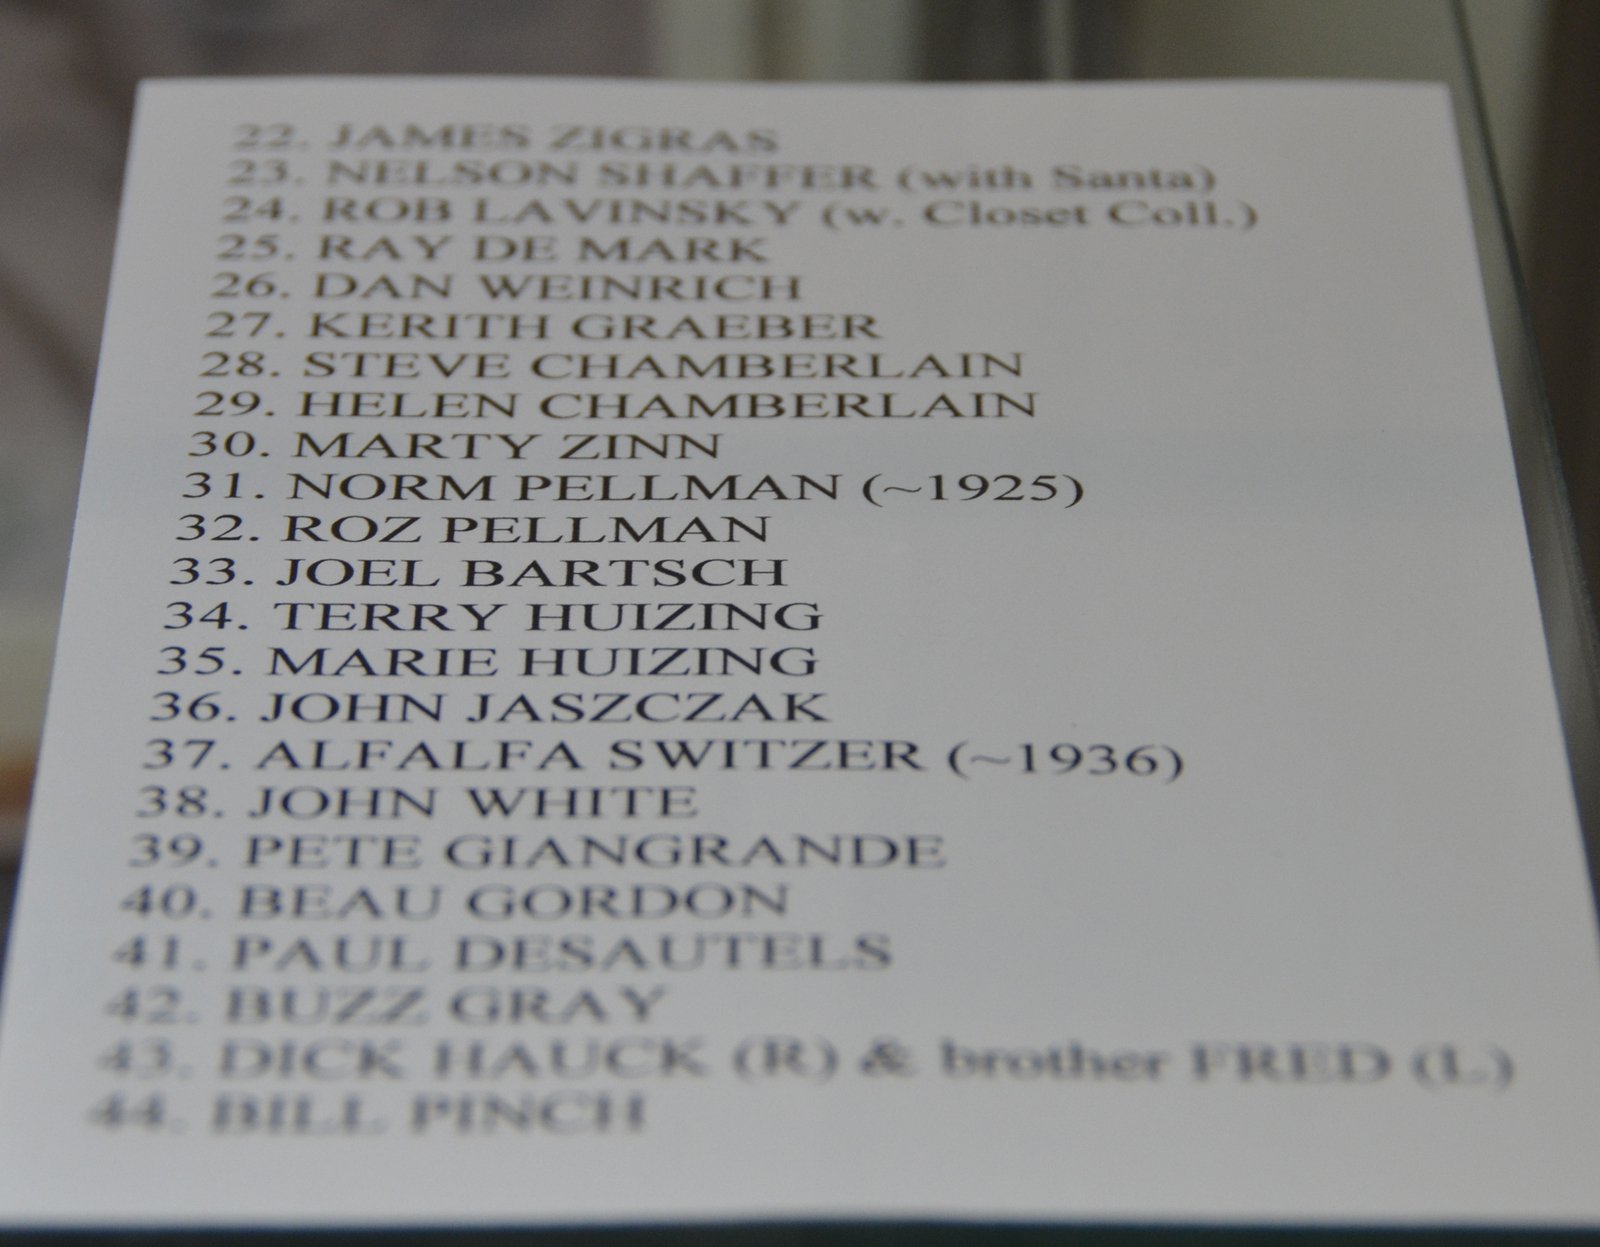 22. JAMES ZIGRAS
23. NELSON SHAFFER (with Santa)
24. ROB LAVINSKY (w. Closet Coll.)
25. RAY DE MARK
26. DAN WEINRICH
27. KERITH GRAEBER
28. STEVE CHAMBERLAIN
29. HELEN CHAMBERLAIN
30. MARTY ZINN
31. NORM PELLMAN (~1925)
32. ROZ PELLMAN
33. JOEL BARTSCH
34. TERRY HUIZING
35. MARIE HUIZING
36. JOHN JASZCZAK
37. ALFALFA SWITZER (~1936)
38. JOHN WHITE
39. PETE GIANGRANDE
40. BEAU GORDON
41. PAUL DESAUTELS
42. BUZZ GRAY
43. DICK HAUCK (R) & brother FRED (L)
44. BILL PINCH